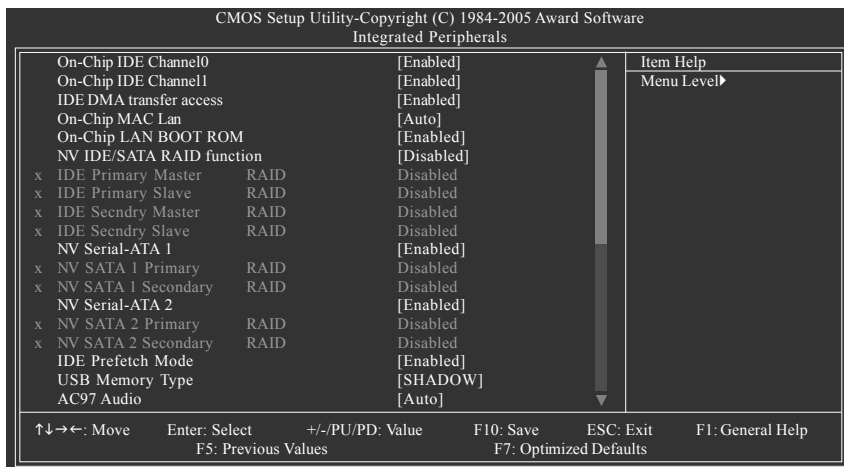 CMOS Setup Utility-Copyright (C) 1984-2005 Award Software
Integrated Peripherals
On-Chip IDE Channel0 [Enabled]
On-Chip IDE Channel1 [Enabled]
IDE DMA transfer access [Enabled]
On-Chip MAC Lan [Auto]
On-Chip LAN BOOT ROM [Enabled]
NV IDE/SATA RAID function [Disabled]
x IDE Primary Master RAID Disabled
x IDE Primary Slave RAID Disabled
x IDE Secndry Master RAID Disabled
x IDE Secndry Slave RAID Disabled
NV Serial-ATA 1 [Enabled]
x NV SATA 1 Primary RAID Disabled
x NV SATA 1 Secondary RAID Disabled
NV Serial-ATA 2 [Enabled]
x NV SATA 2 Primary RAID Disabled
x NV SATA 2 Secondary RAID Disabled
IDE Prefetch Mode [Enabled]
USB Memory Type [SHADOW]
AC97 Audio [Auto]
Item Help
Menu Level▶
↑↓→←: Move Enter: Select +/-/PU/PD: Value F10: Save ESC: Exit F1: General Help
F5: Previous Values F7: Optimized Defaults